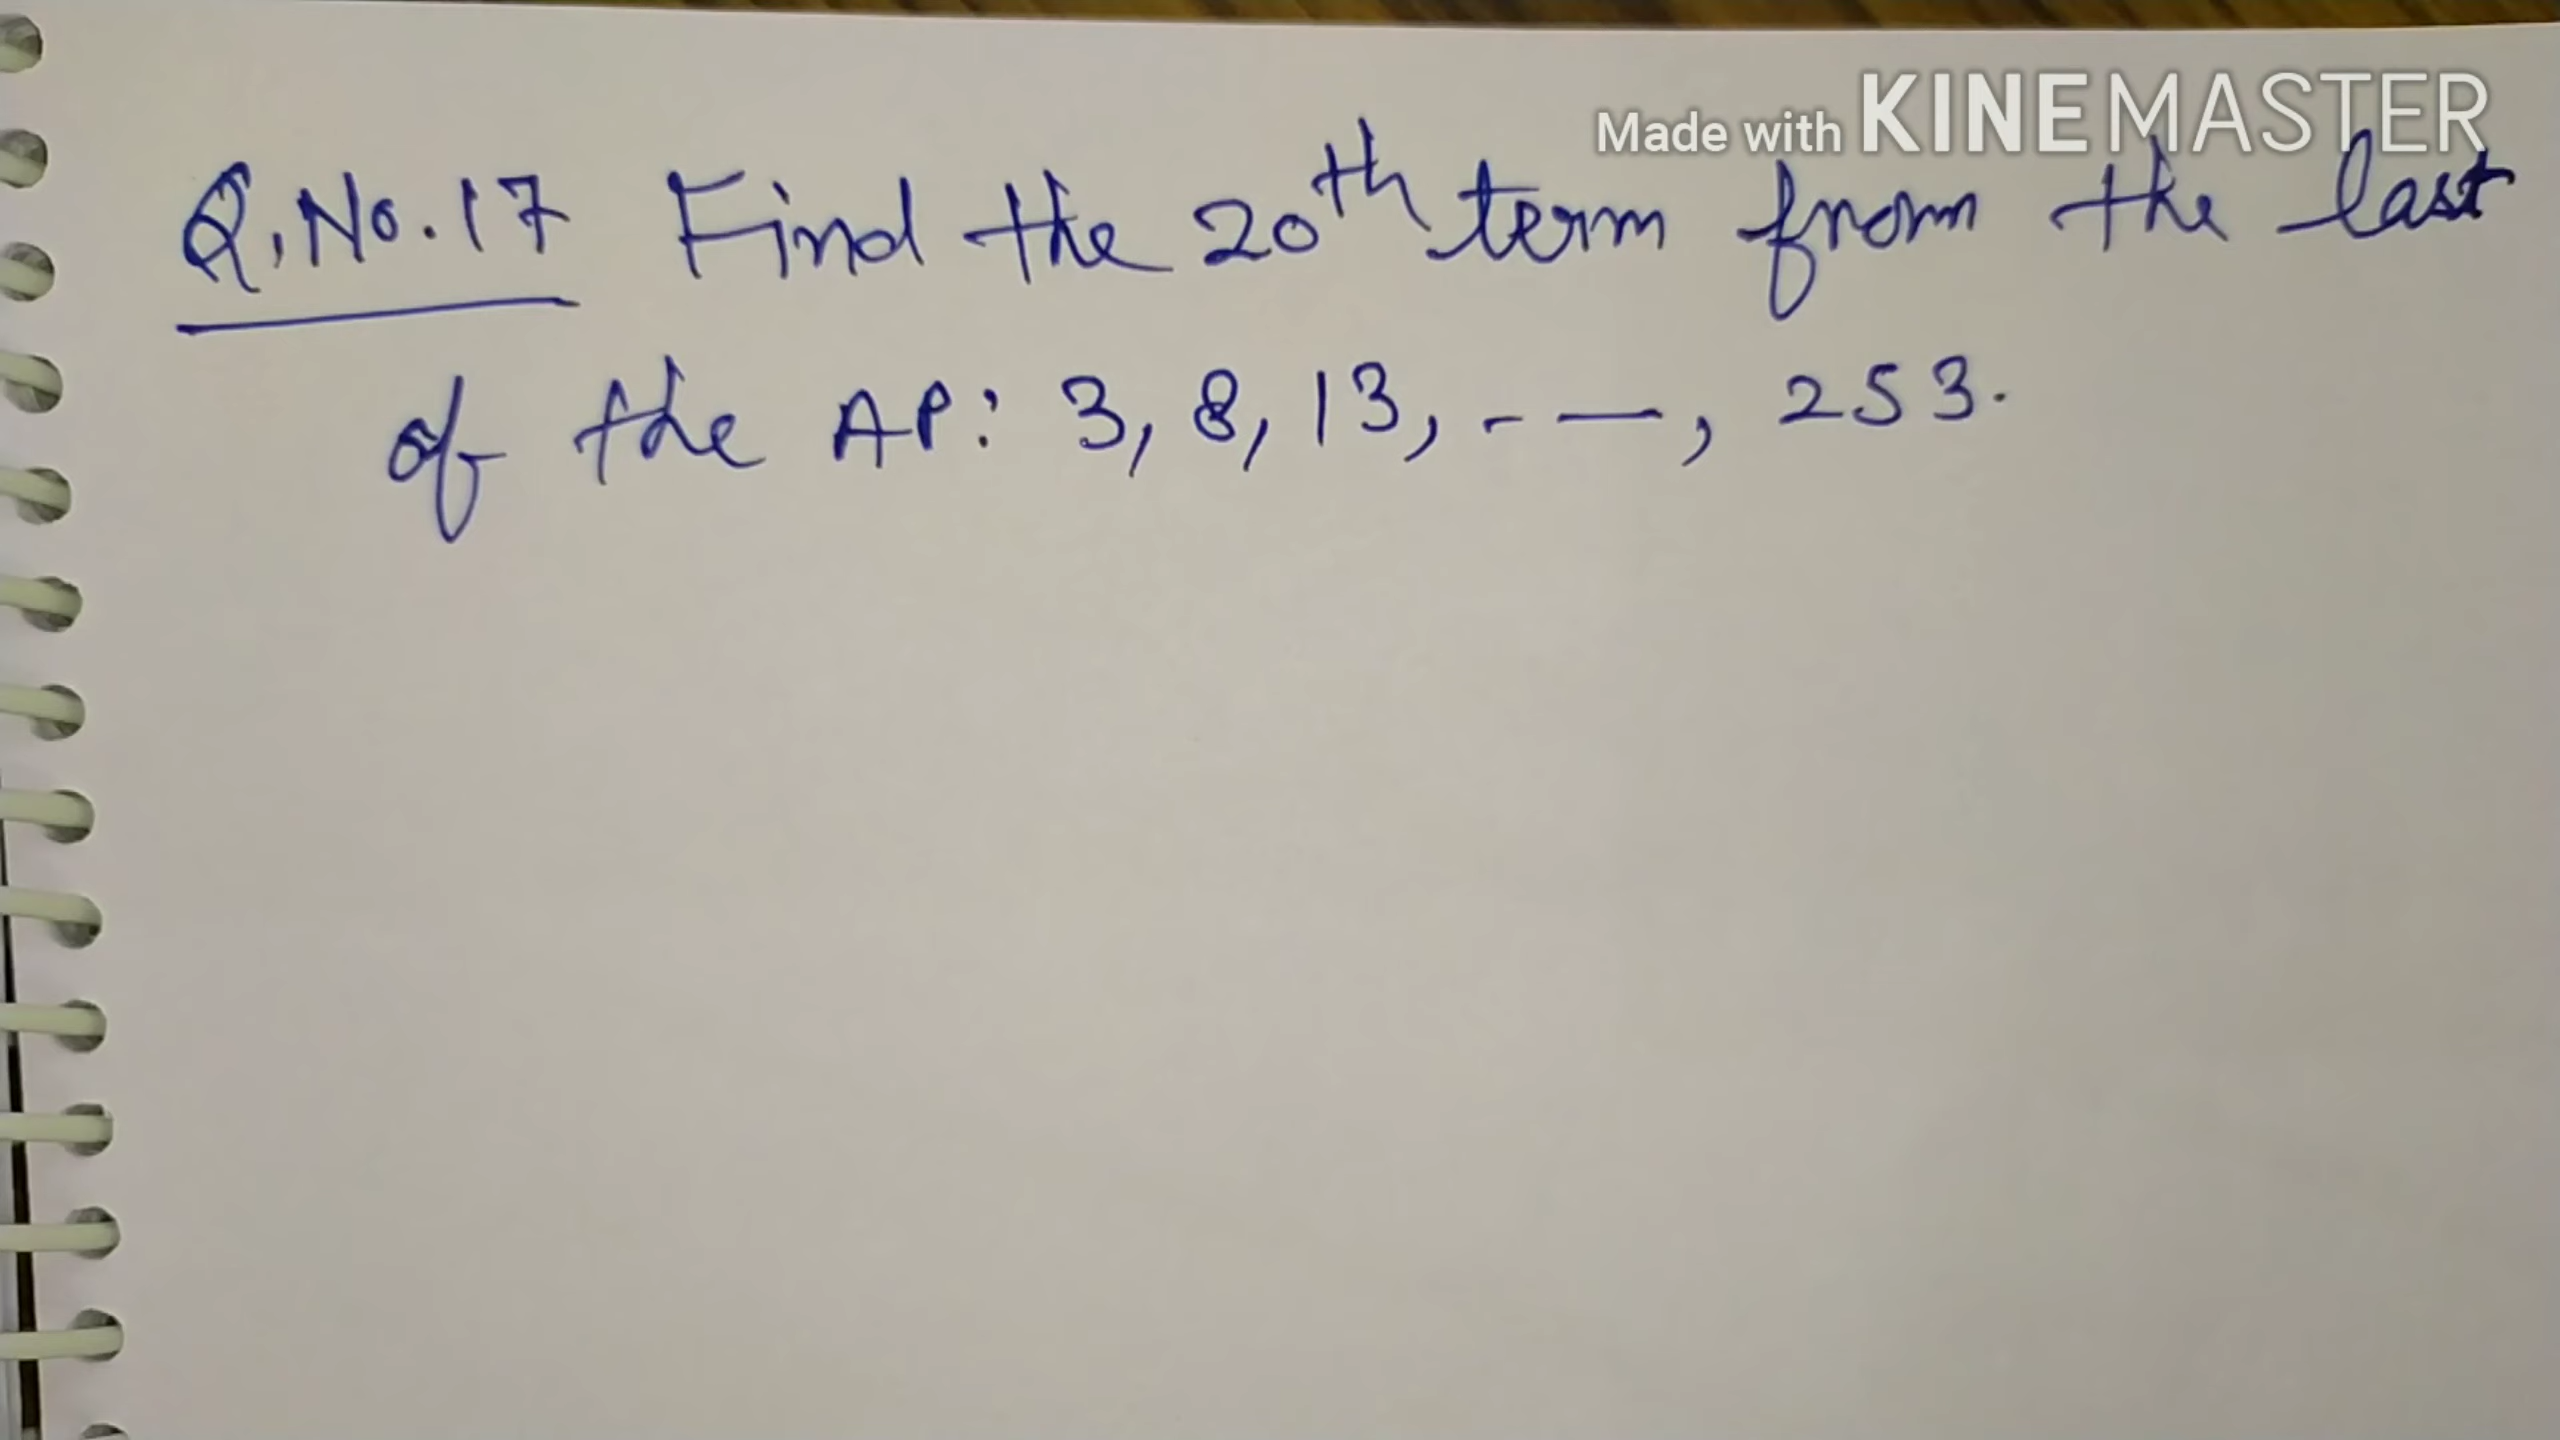 Made with KINEMASTER
Q. No. 17 Find the 20th term from the last
of the AP: 3, 8, 13, - —, 253.